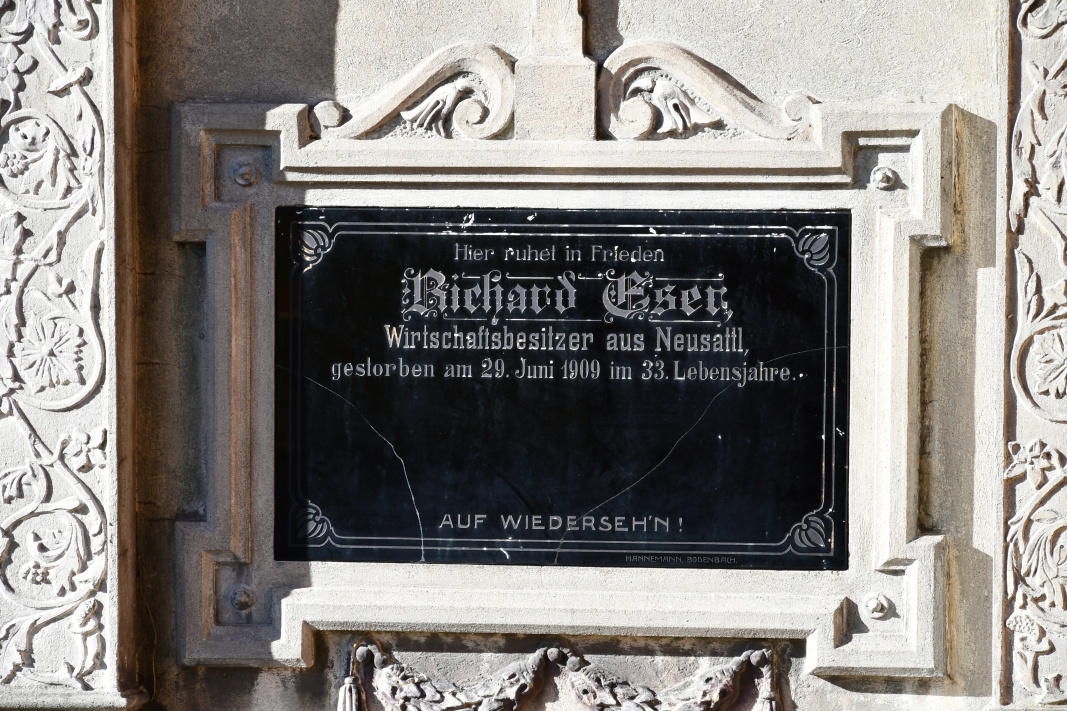 Hier ruhet in Frieden
Richard Eser,
Wirtschaftsbesitzer aus Neusattl,
gestorben am 29. Juni 1909 im 33. Lebensjahre.
AUF WIEDERSEH'N!
HANNEMANN, BODENBACH.